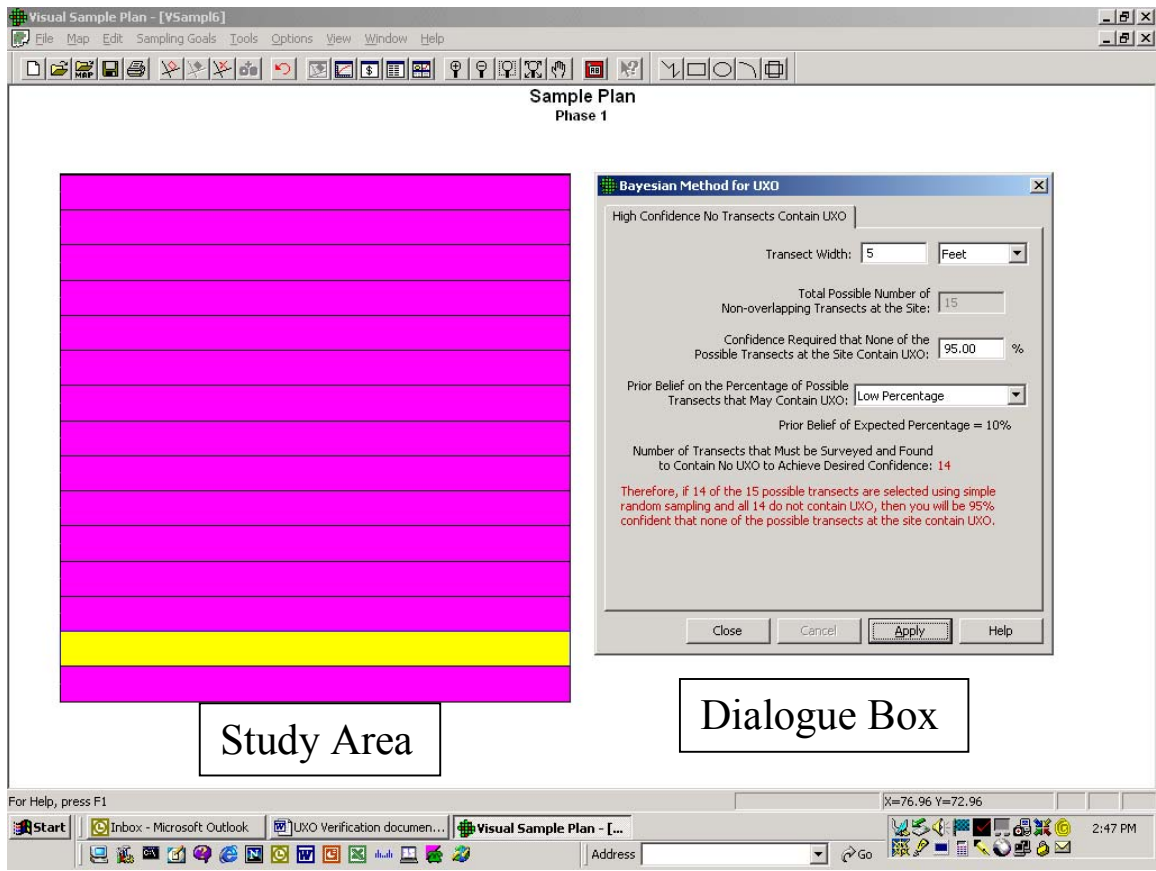 Visual Sample Plan - [VSampl6]
File Map Edit Sampling Goals Tools Options View Window Help
MAP
Sample Plan
Phase 1
Bayesian Method for UXO
High Confidence No Transects Contain UXO
Transect Width: 5 Feet
Total Possible Number of
Non-overlapping Transects at the Site: 15
Confidence Required that None of the
Possible Transects at the Site Contain UXO: 95.00 %
Prior Belief on the Percentage of Possible
Transects that May Contain UXO: Low Percentage
Prior Belief of Expected Percentage = 10%
Number of Transects that Must be Surveyed and Found
to Contain No UXO to Achieve Desired Confidence: 14
Therefore, if 14 of the 15 possible transects are selected using simple
random sampling and all 14 do not contain UXO, then you will be 95%
confident that none of the possible transects at the site contain UXO.
Close Cancel Apply Help
Study Area
Dialogue Box
For Help, press F1
X=76.96 Y=72.96
Start Inbox - Microsoft Outlook UXO Verification documen... Visual Sample Plan - [... 2:47 PM
Address Go